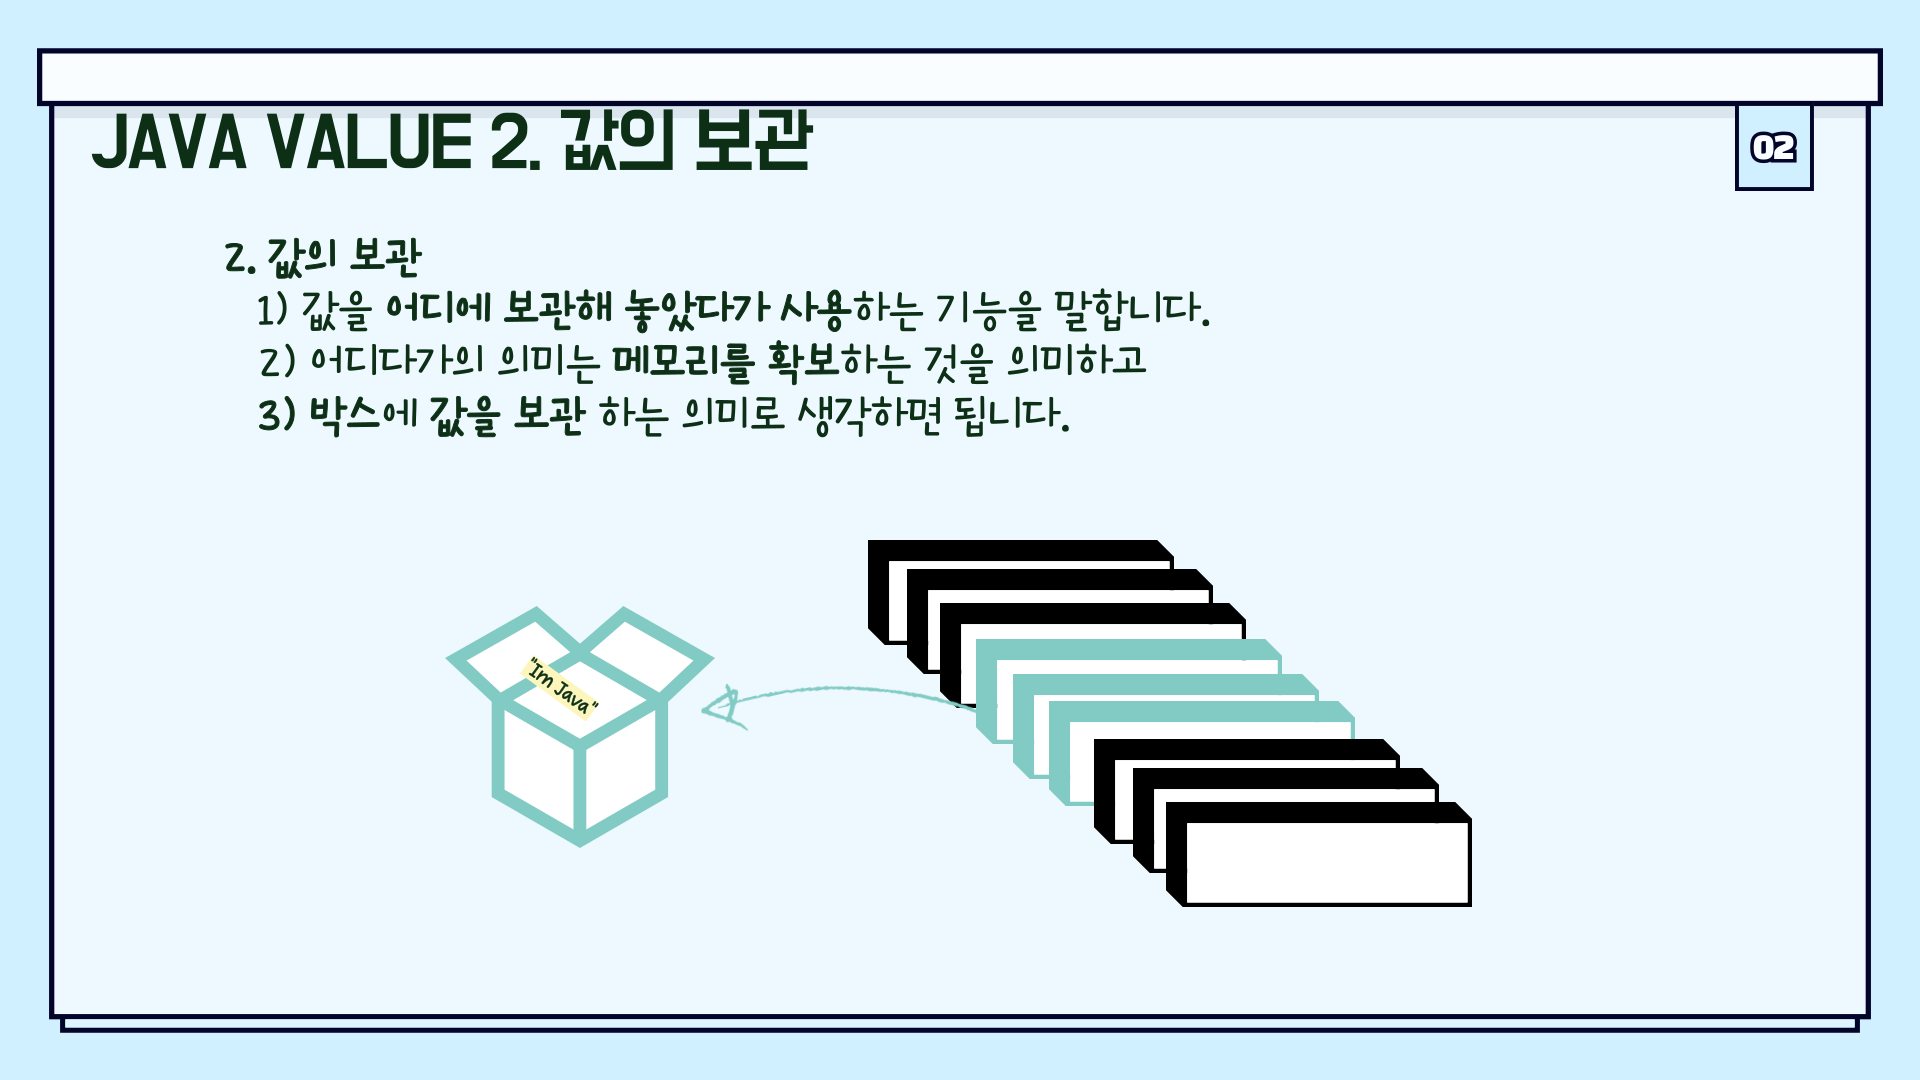 JAVA VALUE 2. 값의 보관
02
2. 값의 보관
1) 값을 어디에 보관해 놓았다가 사용하는 기능을 말합니다.
2) 어디다가의 의미는 메모리를 확보하는 것을 의미하고
3) 박스에 값을 보관 하는 의미로 생각하면 됩니다.
"Im Java"